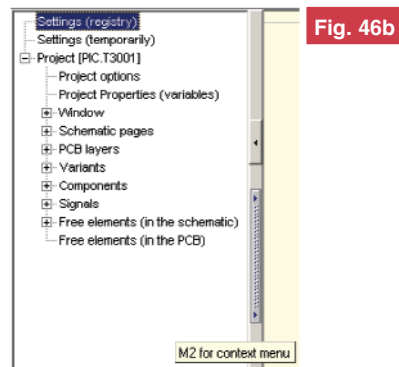 Settings (registry)
Fig. 46b
Settings (temporarily)
Project [PIC.T3001]
Project options
Project Properties (variables)
Window
Schematic pages
PCB layers
Variants
Components
Signals
Free elements (in the schematic)
Free elements (in the PCB)
M2 for context menu